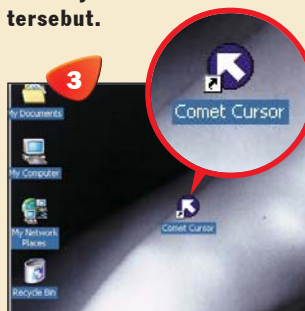 tersebut.
3
My Documents
My Computer
My Network
Places
Recycle Bin
Comet Cursor
Comet Cursor